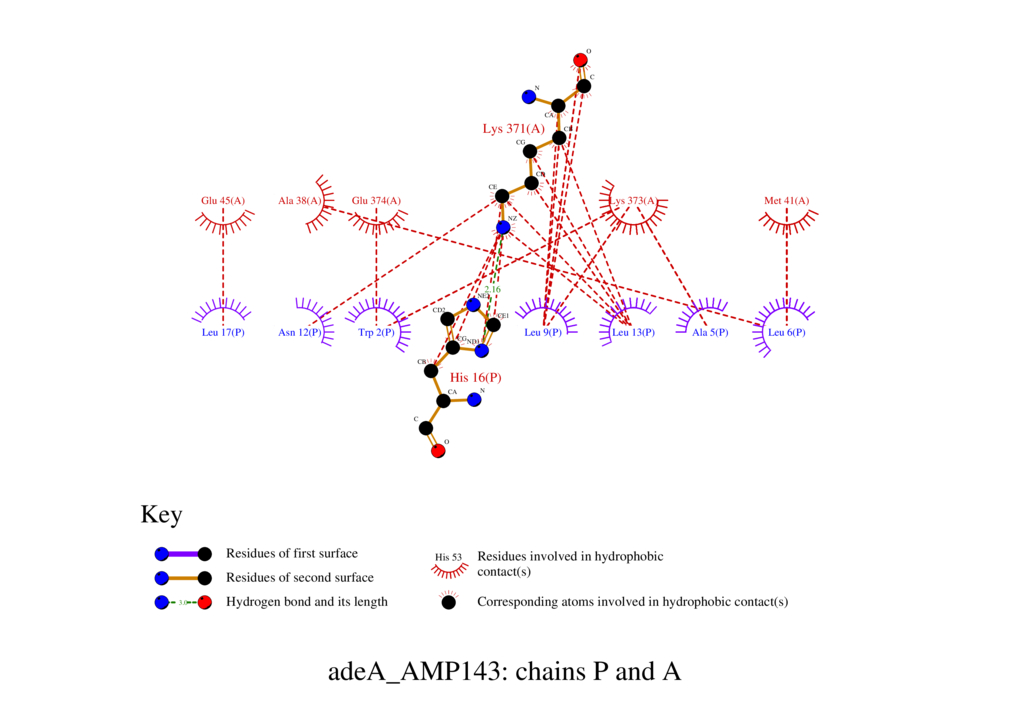 O
C
N
CA
Lys 371(A)
CG
CE
NZ
Glu 45(A)
Ala 38(A)
Glu 374(A)
Lys 373(A)
Met 41(A)
2.16
CD2
CE1
CG
ND1
Leu 17(P)
Asn 12(P)
Trp 2(P)
Leu 9(P)
Leu 13(P)
Ala 5(P)
Leu 6(P)
CB
His 16(P)
CA
N
C
O
Key
Residues of first surface
Residues of second surface
3.0
Hydrogen bond and its length
His 53
Residues involved in hydrophobic
contact(s)
Corresponding atoms involved in hydrophobic contact(s)
adeA_AMP143: chains P and A